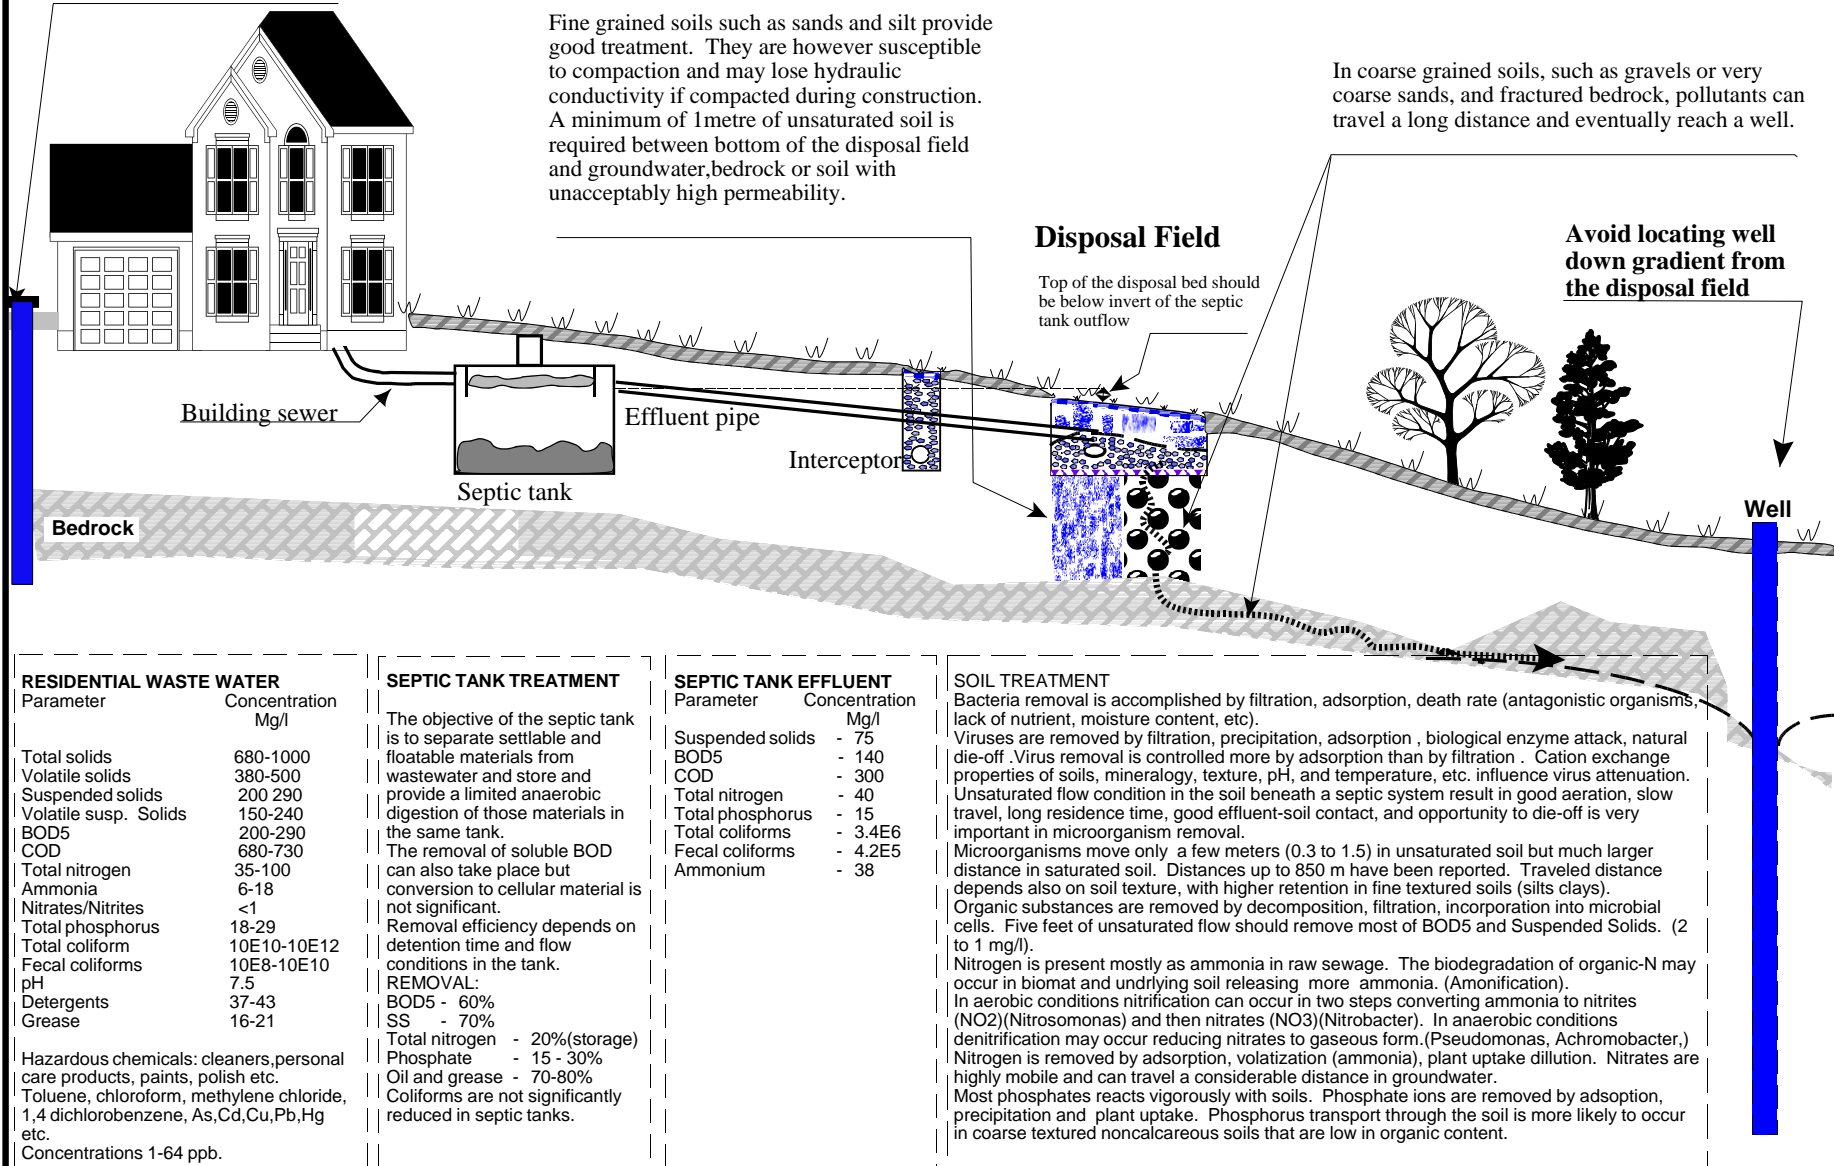 Fine grained soils such as sands and silt provide
good treatment.  They are however susceptible
to compaction and may lose hydraulic
conductivity if compacted during construction.
A minimum of 1metre of unsaturated soil is
required between bottom of the disposal field
and groundwater,bedrock or soil with
unacceptably high permeability.
In coarse grained soils, such as gravels or very
coarse sands, and fractured bedrock, pollutants can
travel a long distance and eventually reach a well.
Disposal Field
Top of the disposal bed should
be below invert of the septic
tank outflow
Avoid locating well
down gradient from
the disposal field
Building sewer
Effluent pipe
Interceptor
Septic tank
Well
Bedrock
RESIDENTIAL WASTE WATER
Parameter Concentration
Mg/l
Total solids 680-1000
Volatile solids 380-500
Suspended solids 200 290
Volatile susp. Solids 150-240
BOD5 200-290
COD 680-730
Total nitrogen 35-100
Ammonia 6-18
Nitrates/Nitrites <1
Total phosphorus 18-29
Total coliform 10E10-10E12
Fecal coliforms 10E8-10E10
pH 7.5
Detergents 37-43
Grease 16-21
Hazardous chemicals: cleaners,personal
care products, paints, polish etc.
Toluene, chloroform, methylene chloride,
1,4 dichlorobenzene, As,Cd,Cu,Pb,Hg
etc.
Concentrations 1-64 ppb.
SEPTIC TANK TREATMENT
The objective of the septic tank
is to separate settlable and
floatable materials from
wastewater and store and
provide a limited anaerobic
digestion of those materials in
the same tank.
The removal of soluble BOD
can also take place but
conversion to cellular material is
not significant.
Removal efficiency depends on
detention time and flow
conditions in the tank.
REMOVAL:
BOD5 - 60%
SS - 70%
Total nitrogen - 20%(storage)
Phosphate - 15 - 30%
Oil and grease - 70-80%
Coliforms are not significantly
reduced in septic tanks.
SEPTIC TANK EFFLUENT
Parameter Concentration
Mg/l
Suspended solids - 75
BOD5 - 140
COD - 300
Total nitrogen - 40
Total phosphorus - 15
Total coliforms - 3.4E6
Fecal coliforms - 4.2E5
Ammonium - 38
SOIL TREATMENT
Bacteria removal is accomplished by filtration, adsorption, death rate (antagonistic organisms,
lack of nutrient, moisture content, etc).
Viruses are removed by filtration, precipitation, adsorption , biological enzyme attack, natural
die-off .Virus removal is controlled more by adsorption than by filtration .  Cation exchange
properties of soils, mineralogy, texture, pH, and temperature, etc. influence virus attenuation.
Unsaturated flow condition in the soil beneath a septic system result in good aeration, slow
travel, long residence time, good effluent-soil contact, and opportunity to die-off is very
important in microorganism removal.
Microorganisms move only  a few meters (0.3 to 1.5) in unsaturated soil but much larger
distance in saturated soil.  Distances up to 850 m have been reported.  Traveled distance
depends also on soil texture, with higher retention in fine textured soils (silts clays).
Organic substances are removed by decomposition, filtration, incorporation into microbial
cells.  Five feet of unsaturated flow should remove most of BOD5 and Suspended Solids.  (2
to 1 mg/l).
Nitrogen is present mostly as ammonia in raw sewage.  The biodegradation of organic-N may
occur in biomat and undrlying soil releasing  more  ammonia. (Amonification).
In aerobic conditions nitrification can occur in two steps converting ammonia to nitrites
(NO2)(Nitrosomonas) and then nitrates (NO3)(Nitrobacter).  In anaerobic conditions
denitrification may occur reducing nitrates to gaseous form.(Pseudomonas, Achromobacter,)
Nitrogen is removed by adsorption, volatization (ammonia), plant uptake dillution.  Nitrates are
highly mobile and can travel a considerable distance in groundwater.
Most phosphates reacts vigorously with soils.  Phosphate ions are removed by adsoption,
precipitation and  plant uptake.  Phosphorus transport through the soil is more likely to occur
in coarse textured noncalcareous soils that are low in organic content.